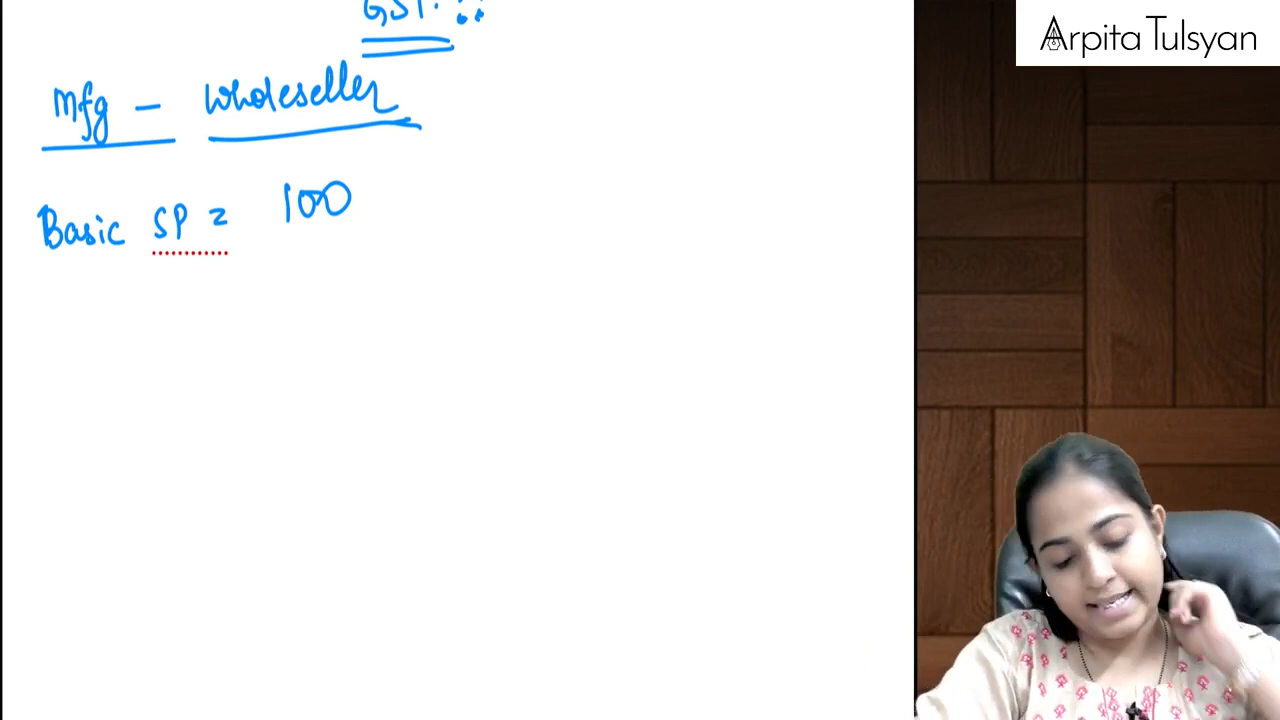 GST.
Arpita Tulsyan
Mfg - Wholeseller
Basic SP = 100